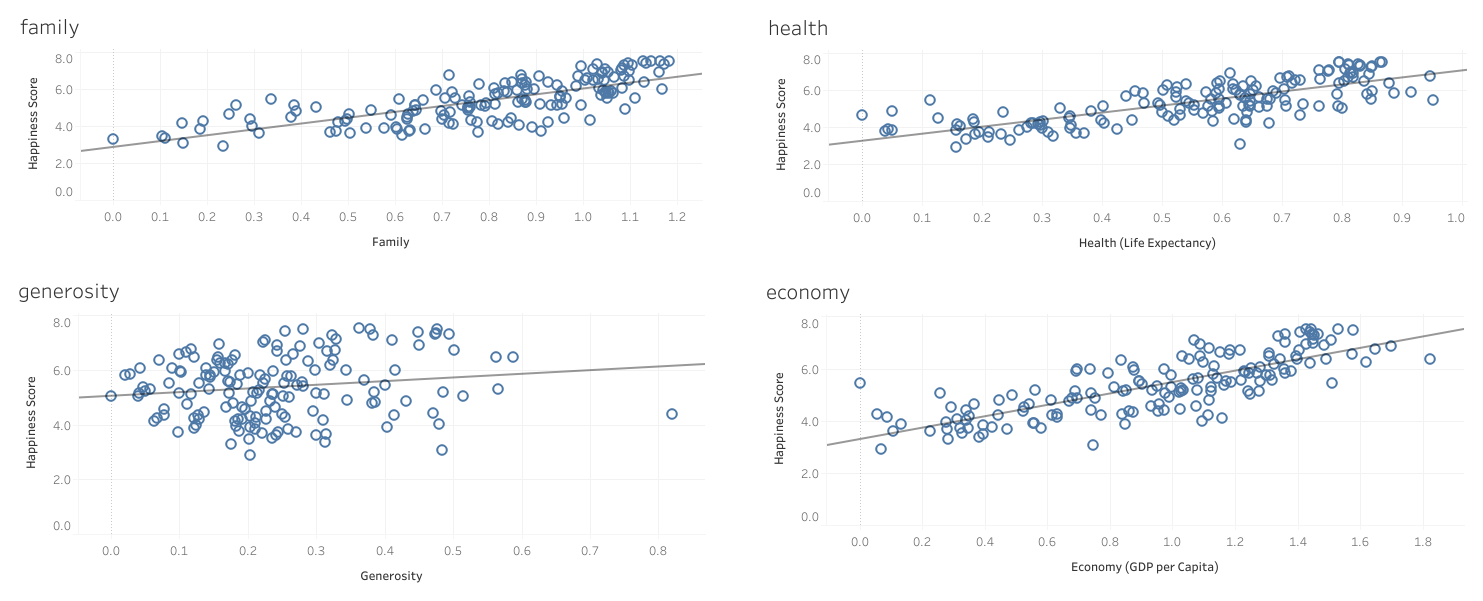 family
8.0
6.0
4.0
2.0
0.0
Happiness Score
0.0 0.1 0.2 0.3 0.4 0.5 0.6 0.7 0.8 0.9 1.0 1.1 1.2
Family
health
8.0
6.0
4.0
2.0
0.0
Happiness Score
0.0 0.1 0.2 0.3 0.4 0.5 0.6 0.7 0.8 0.9 1.0
Health (Life Expectancy)
generosity
8.0
6.0
4.0
2.0
0.0
Happiness Score
0.0 0.1 0.2 0.3 0.4 0.5 0.6 0.7 0.8
Generosity
economy
8.0
6.0
4.0
2.0
0.0
Happiness Score
0.0 0.2 0.4 0.6 0.8 1.0 1.2 1.4 1.6 1.8
Economy (GDP per Capita)